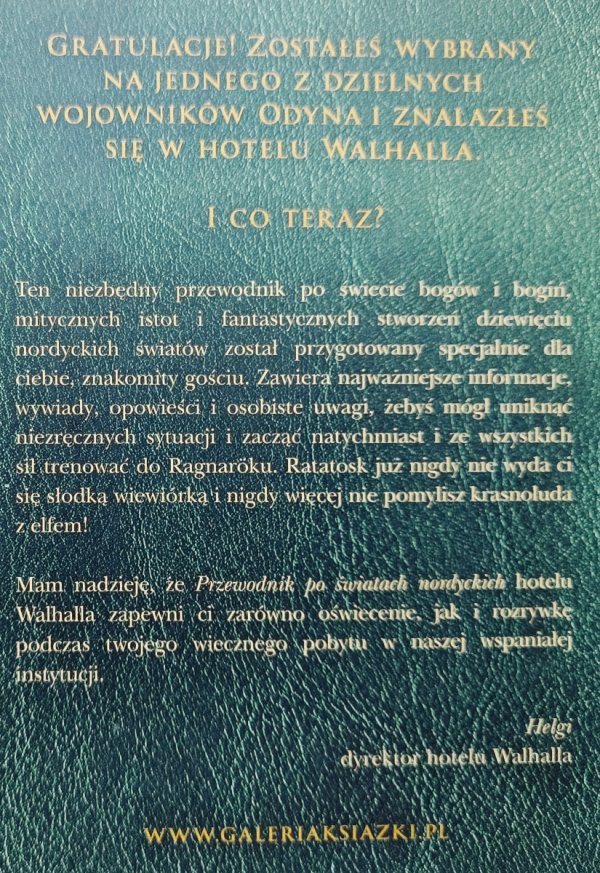 GRATULACJE! ZOSTAŁEŚ WYBRANY
NA JEDNEGO Z DZIELNYCH
WOJOWNIKÓW ODYNA I ZNALAZŁEŚ
SIĘ W HOTELU WALHALLA.
I CO TERAZ?
Ten niezbędny przewodnik po świecie bogów i bogiń,
mitycznych istot i fantastycznych stworzeń dziewięciu
nordyckich światów został przygotowany specjalnie dla
ciebie, znakomity gościu. Zawiera najważniejsze informacje,
wywiady, opowieści i osobiste uwagi, żebyś mógł uniknąć
niezręcznych sytuacji i zacząć natychmiast i ze wszystkich
sił trenować do Ragnaröku. Ratatosk już nigdy nie wyda ci
się słodką wiewiórką i nigdy więcej nie pomylisz krasnoluda
z elfem!
Mam nadzieję, że Przewodnik po światach nordyckich hotelu
Walhalla zapewni ci zarówno oświecenie, jak i rozrywkę
podczas twojego wiecznego pobytu w naszej wspaniałej
instytucji.
Helgi
dyrektor hotelu Walhalla
WWW.GALERIAKSIAZKI.PL